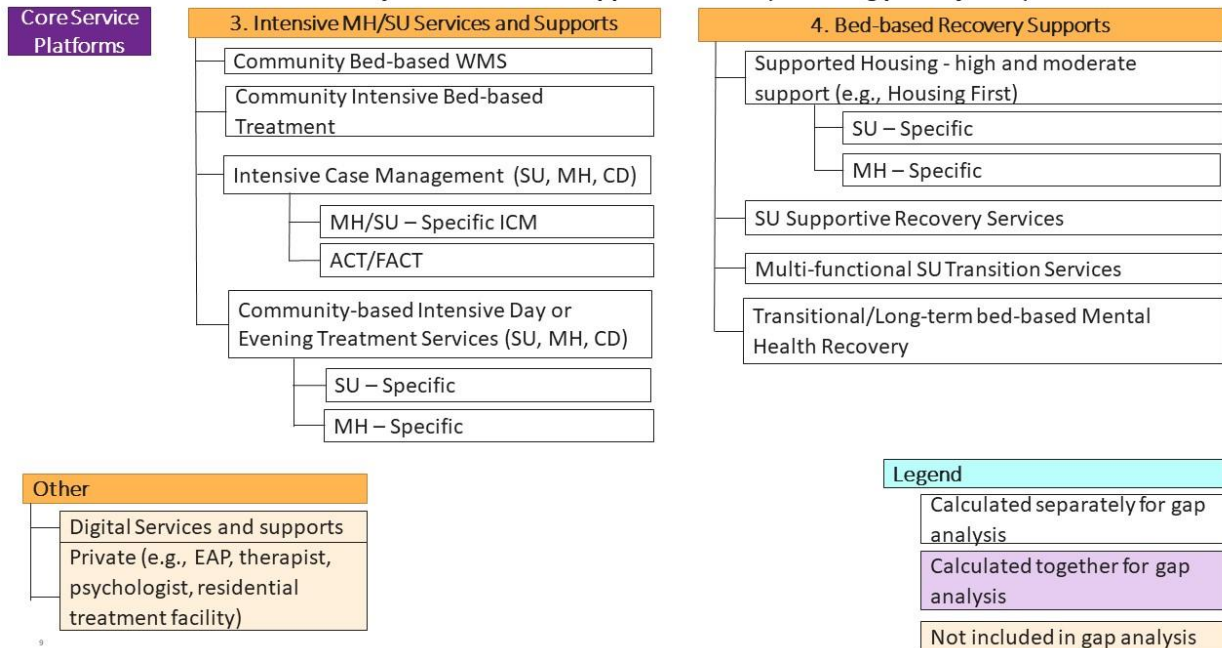 Core Service
Platforms
3. Intensive MH/SU Services and Supports
Community Bed-based WMS
Community Intensive Bed-based
Treatment
Intensive Case Management (SU, MH, CD)
MH/SU – Specific ICM
ACT/FACT
Community-based Intensive Day or
Evening Treatment Services (SU, MH, CD)
SU – Specific
MH – Specific
4. Bed-based Recovery Supports
Supported Housing - high and moderate
support (e.g., Housing First)
SU – Specific
MH – Specific
SU Supportive Recovery Services
Multi-functional SU Transition Services
Transitional/Long-term bed-based Mental
Health Recovery
Other
Digital Services and supports
Private (e.g., EAP, therapist,
psychologist, residential
treatment facility)
9
Legend
Calculated separately for gap
analysis
Calculated together for gap
analysis
Not included in gap analysis